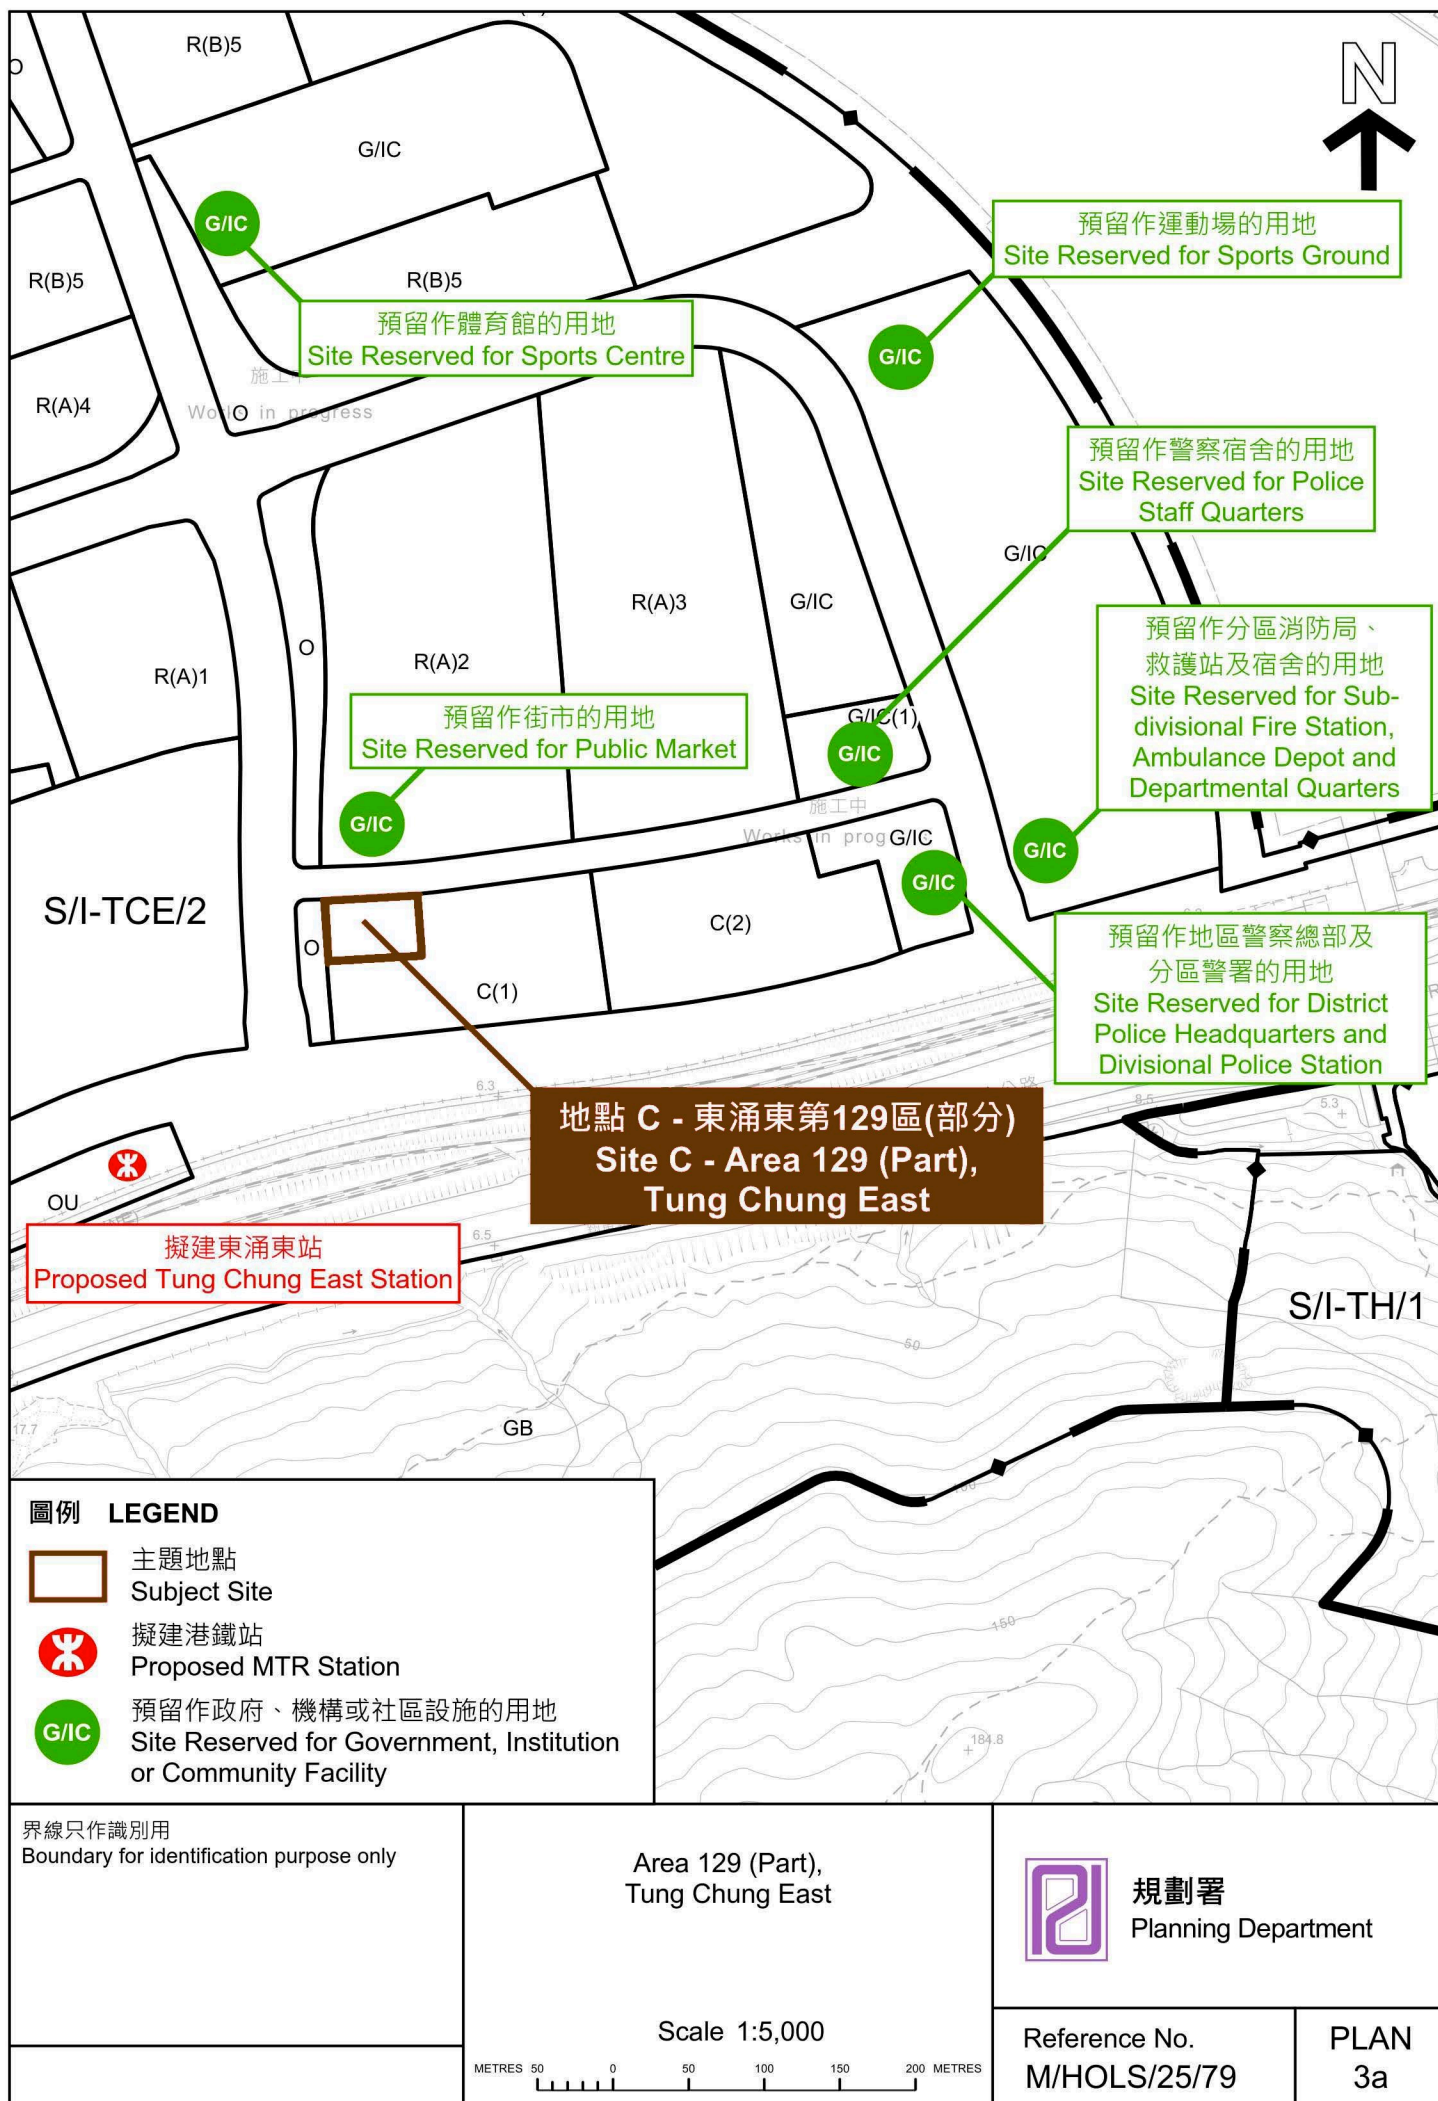 R(B)5
O
N
G/IC
G/IC
預留作運動場的用地
Site Reserved for Sports Ground
R(B)5
R(B)5
預留作體育館的用地
Site Reserved for Sports Centre
G/IC
施工中
R(A)4
Works in progress
O
預留作警察宿舍的用地
Site Reserved for Police
Staff Quarters
G/IC
R(A)3
G/IC
預留作分區消防局、
救護站及宿舍的用地
Site Reserved for Sub-
divisional Fire Station,
Ambulance Depot and
Departmental Quarters
O
R(A)2
R(A)1
預留作街市的用地
Site Reserved for Public Market
G/IC(1)
G/IC
施工中
Works in prog
G/IC
G/IC
G/IC
G/IC
S/I-TCE/2
C(2)
O
C(1)
預留作地區警察總部及
分區警署的用地
Site Reserved for District
Police Headquarters and
Divisional Police Station
6.3
8.5
5.3
地點 C - 東涌東第129區(部分)
Site C - Area 129 (Part),
Tung Chung East
OU
6.5
擬建東涌東站
Proposed Tung Chung East Station
S/I-TH/1
50
17.7
GB
100
150
184.8
圖例 LEGEND
主題地點
Subject Site
擬建港鐵站
Proposed MTR Station
G/IC
預留作政府、機構或社區設施的用地
Site Reserved for Government, Institution
or Community Facility
界線只作識別用
Boundary for identification purpose only
Area 129 (Part),
Tung Chung East
Scale 1:5,000
METRES 50 0 50 100 150 200 METRES
規劃署
Planning Department
Reference No.
M/HOLS/25/79
PLAN
3a